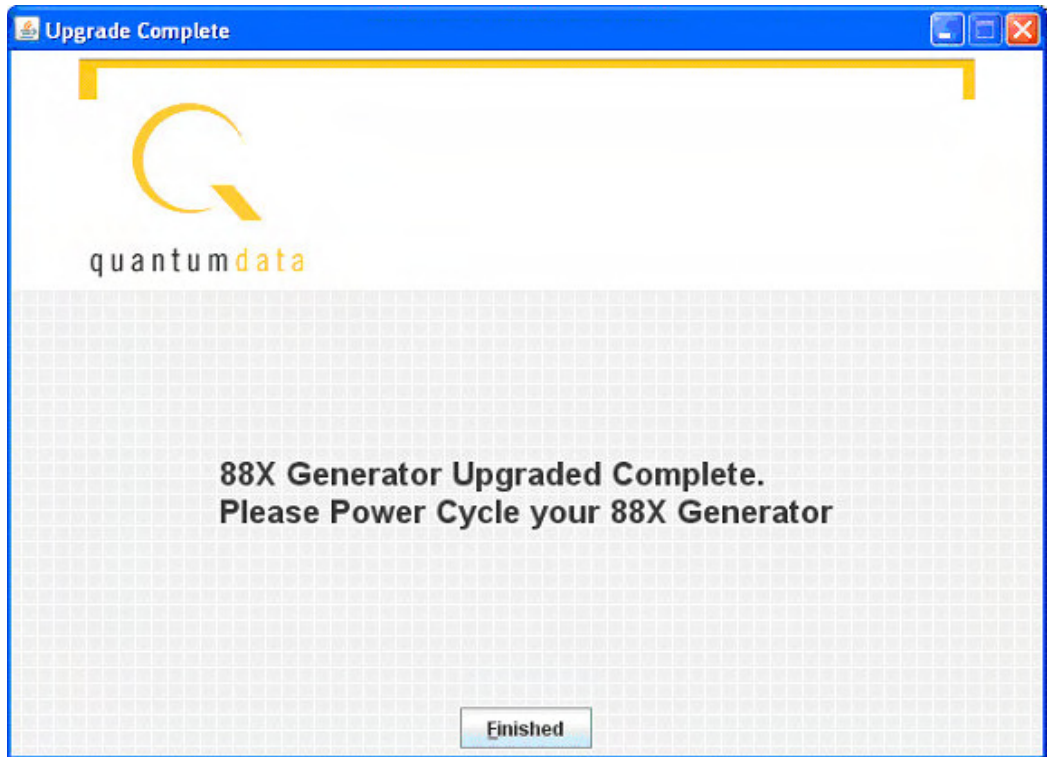 Upgrade Complete
quantumdata
88X Generator Upgraded Complete.
Please Power Cycle your 88X Generator
Finished